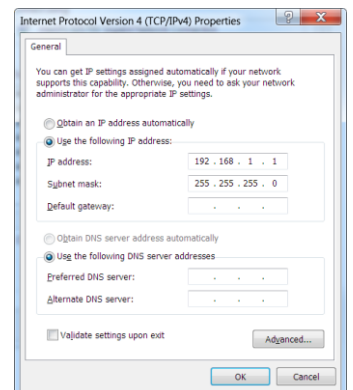 Internet Protocol Version 4 (TCP/IPv4) Properties
General
You can get IP settings assigned automatically if your network
supports this capability. Otherwise, you need to ask your network
administrator for the appropriate IP settings.
Obtain an IP address automatically
Use the following IP address:
IP address: 192 . 168 . 1 . 1
Subnet mask: 255 . 255 . 255 . 0
Default gateway: . . .
Obtain DNS server address automatically
Use the following DNS server addresses
Preferred DNS server: . . .
Alternate DNS server: . . .
Validate settings upon exit
Advanced...
OK Cancel